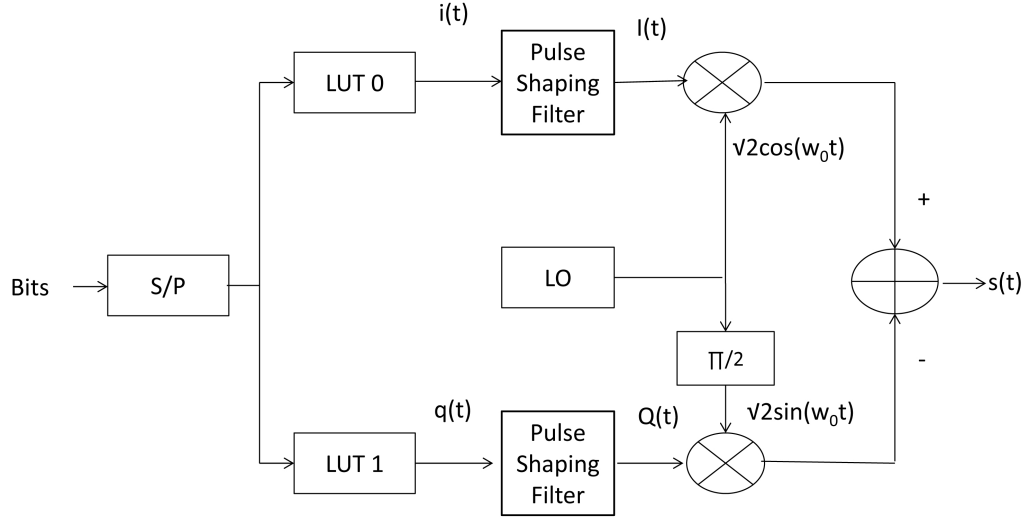 i(t)
I(t)
LUT 0
Pulse
Shaping
Filter
√2cos(w₀t)
+
Bits
S/P
LO
s(t)
∏/2
-
q(t)
Q(t)
√2sin(w₀t)
LUT 1
Pulse
Shaping
Filter